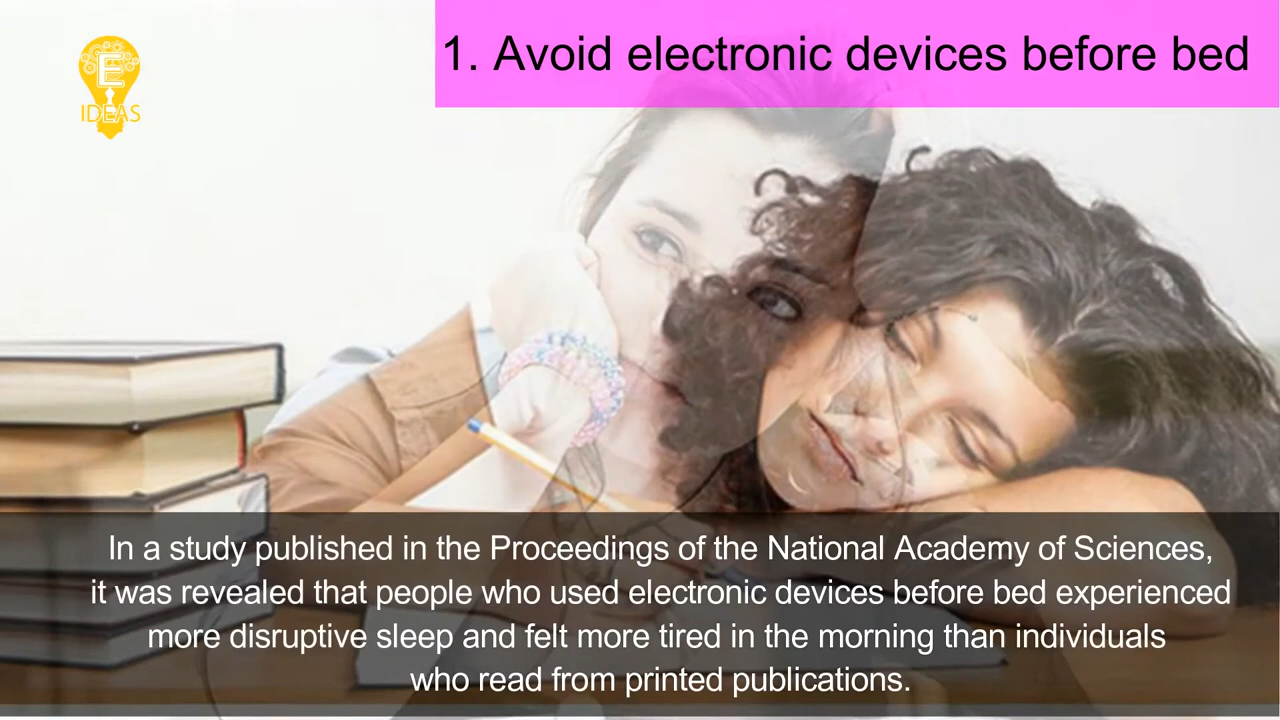 1. Avoid electronic devices before bed
E
IDEAS
In a study published in the Proceedings of the National Academy of Sciences,
it was revealed that people who used electronic devices before bed experienced
more disruptive sleep and felt more tired in the morning than individuals
who read from printed publications.